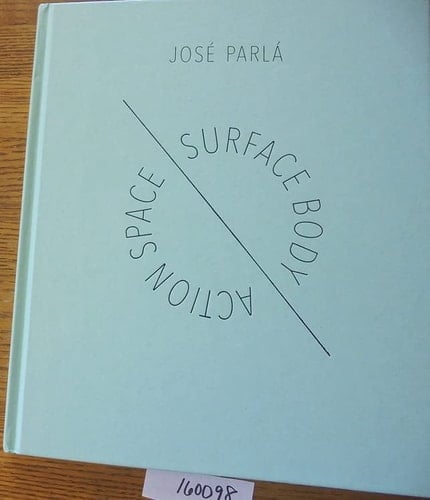 JOSÉ PARLÁ
SURFACE BODY
ACTION SPACE
160098